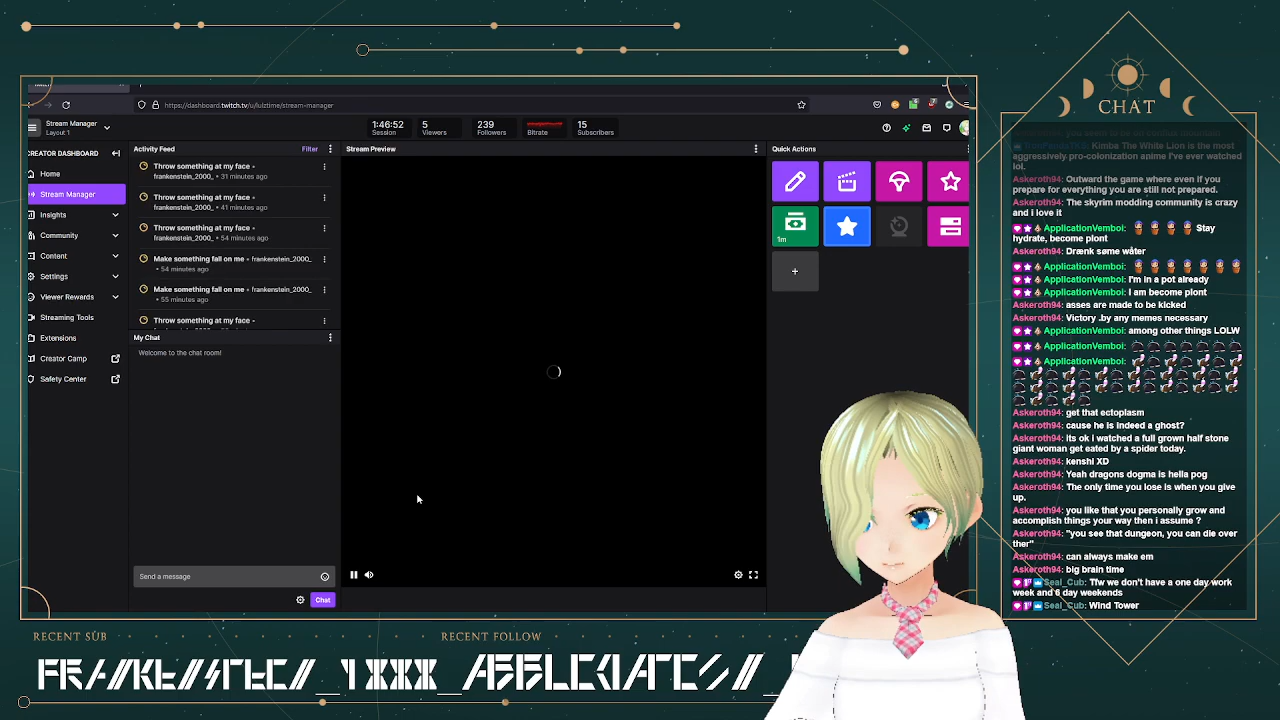 https://dashboard.twitch.tv/u/lulztime/stream-manager
Stream Manager
Layout 1
1:46:52
Session
5
Viewers
239
Followers
Bitrate
15
Subscribers
CREATOR DASHBOARD
Home
Stream Manager
Insights
Community
Content
Settings
Viewer Rewards
Streaming Tools
Extensions
Creator Camp
Safety Center
Activity Feed
Filter
Throw something at my face •
frankenstein_2000_ • 31 minutes ago
Throw something at my face •
frankenstein_2000_ • 41 minutes ago
Throw something at my face •
frankenstein_2000_ • 54 minutes ago
Make something fall on me • frankenstein_2000_
• 54 minutes ago
Make something fall on me • frankenstein_2000_
• 55 minutes ago
Throw something at my face •
My Chat
Welcome to the chat room!
Send a message
Chat
Stream Preview
Quick Actions
1m
+
CHAT
Kimba The White Lion is the most
aggressively pro-colonization anime I've ever watched
lol.
Askeroth94: Outward the game where even if you
prepare for everything you are still not prepared.
Askeroth94: The skyrim modding community is crazy
and i love it
ApplicationVemboi: Stay
hydrate, become plont
Askeroth94: Drænk søme wåter
ApplicationVemboi:
ApplicationVemboi: I'm in a pot already
ApplicationVemboi: I am become plont
Askeroth94: asses are made to be kicked
Askeroth94: Victory .by any memes necessary
ApplicationVemboi: among other things LOLW
ApplicationVemboi:
ApplicationVemboi:
Askeroth94: get that ectoplasm
Askeroth94: cause he is indeed a ghost?
Askeroth94: its ok i watched a full grown half stone
giant woman get eated by a spider today.
Askeroth94: kenshi XD
Askeroth94: Yeah dragons dogma is hella pog
Askeroth94: The only time you lose is when you give
up.
Askeroth94: you like that you personally grow and
accomplish things your way then i assume ?
Askeroth94: "you see that dungeon, you can die over
ther"
Askeroth94: can always make em
Askeroth94: big brain time
Seal_Cub: Tfw we don't have a one day work
week and 6 day weekends
Seal_Cub: Wind Tower
RECENT SUB
RECENT FOLLOW